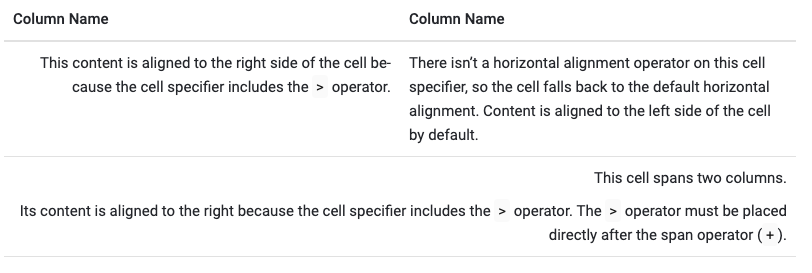 Column Name Column Name
This content is aligned to the right side of the cell be-
cause the cell specifier includes the > operator.
There isn’t a horizontal alignment operator on this cell
specifier, so the cell falls back to the default horizontal
alignment. Content is aligned to the left side of the cell
by default.
This cell spans two columns.
Its content is aligned to the right because the cell specifier includes the > operator. The > operator must be placed
directly after the span operator ( + ).